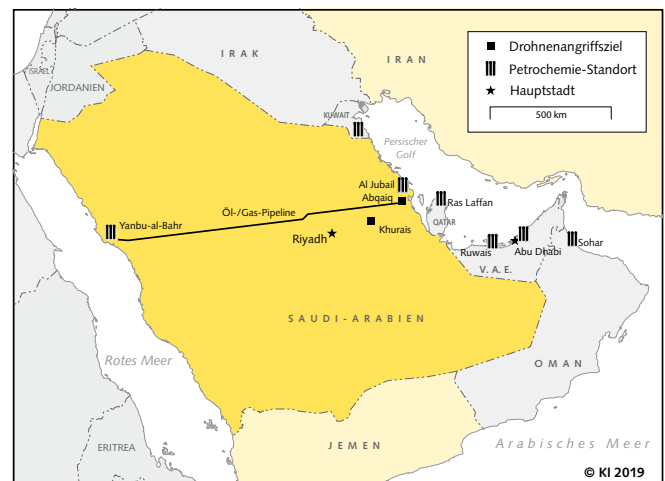 IRAK
IRAN
ISRAEL
JORDANIEN
KUWAIT
Persischer
Golf
Drohnenangriffsziel
Petrochemie-Standort
Hauptstadt
500 km
Al Jubail
Abqaiq
Ras Laffan
QATAR
Öl-/Gas-Pipeline
Yanbu-al-Bahr
Khurais
Riyadh
Ruwais
Abu Dhabi
Sohar
V.A.E.
SAUDI-ARABIEN
Rotes Meer
OMAN
ERITREA
JEMEN
Arabisches Meer
© KI 2019